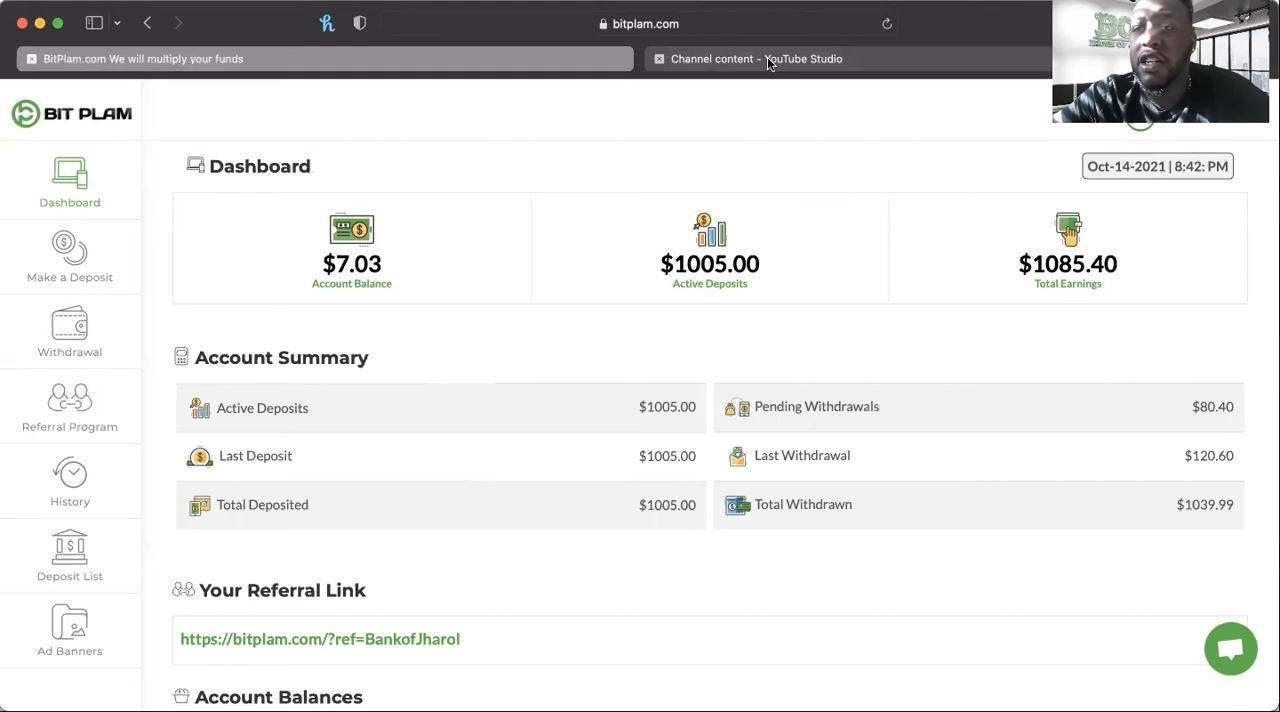 bitplam.com
BitPlam.com We will multiply your funds
Channel content - YouTube Studio
BIT PLAM
Dashboard
Oct-14-2021 | 8:42: PM
Dashboard
$7.03
Account Balance
$1005.00
Active Deposits
$1085.40
Total Earnings
Make a Deposit
Withdrawal
Account Summary
Active Deposits $1005.00
Pending Withdrawals $80.40
Last Deposit $1005.00
Last Withdrawal $120.60
Total Deposited $1005.00
Total Withdrawn $1039.99
Referral Program
History
Deposit List
Ad Banners
Your Referral Link
https://bitplam.com/?ref=BankofJharol
Account Balances